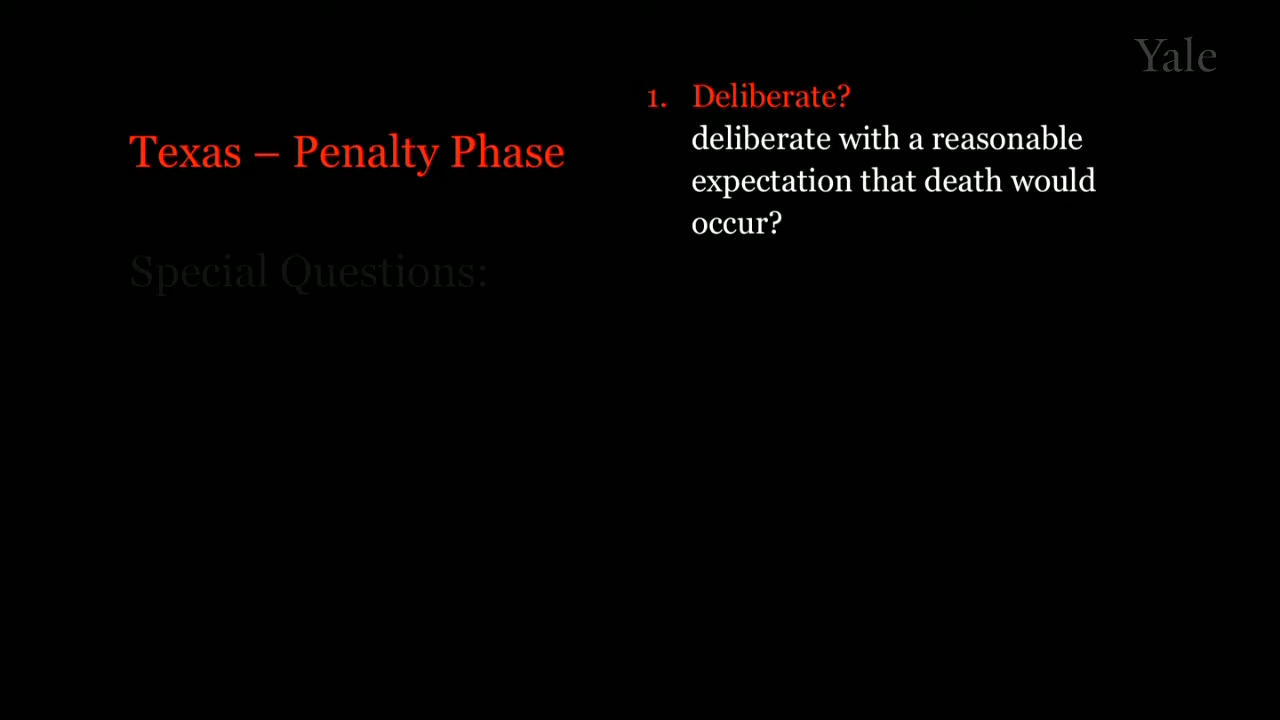 Yale
Texas – Penalty Phase
Special Questions:
1. Deliberate?
deliberate with a reasonable
expectation that death would
occur?